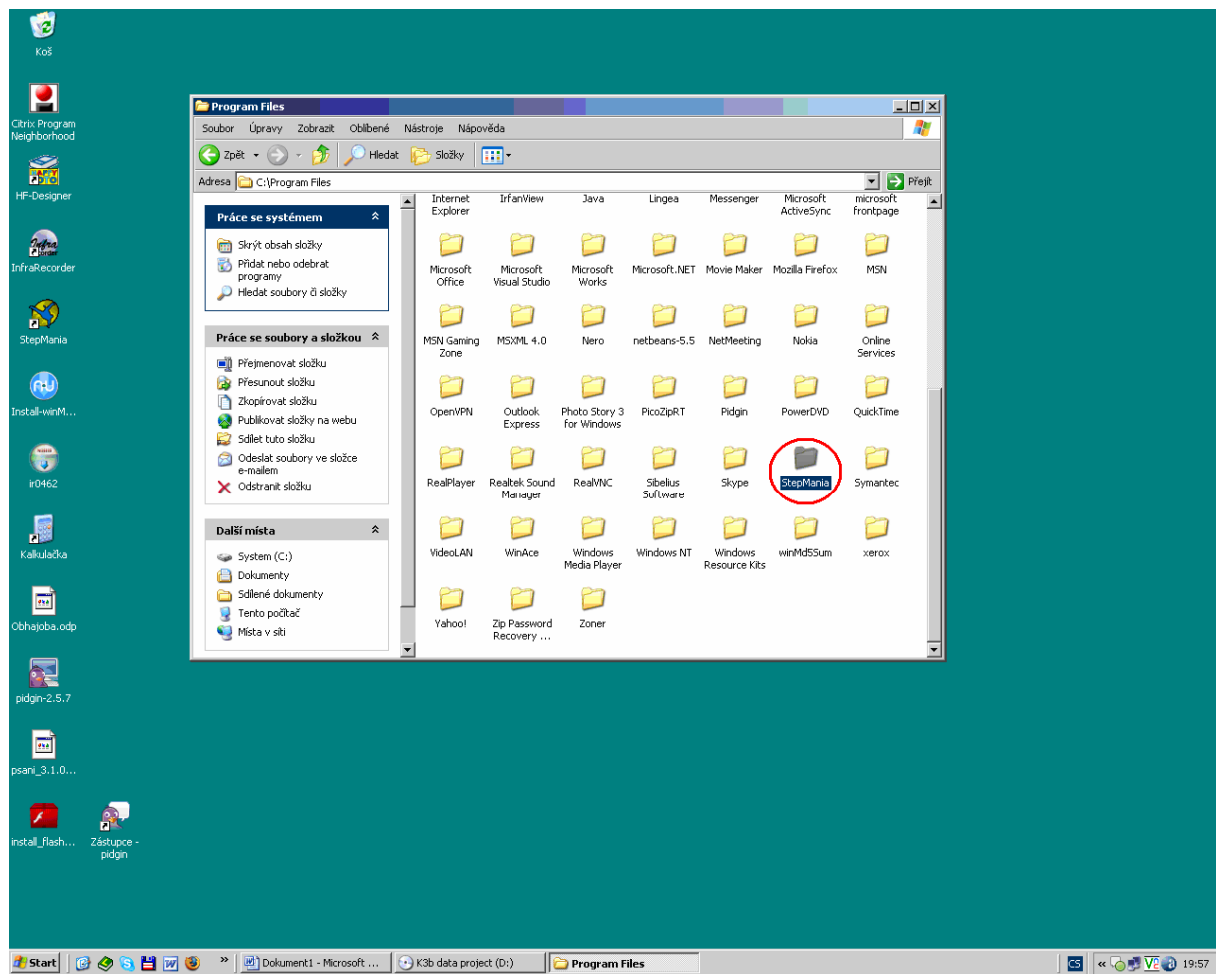 Koš
Citrix Program
Neighborhood
HF-Designer
InfraRecorder
StepMania
Install-winM...
ir0462
Kalkulačka
Obhajoba.odp
pidgin-2.5.7
psani_3.1.0...
install_flash...
Zástupce -
pidgin
Program Files
Soubor Úpravy Zobrazit Oblíbené Nástroje Nápověda
Zpět Hledat Složky
Adresa C:\Program Files Přejít
Práce se systémem
Skrýt obsah složky
Přidat nebo odebrat
programy
Hledat soubory či složky
Práce se soubory a složkou
Přejmenovat složku
Přesunout složku
Zkopírovat složku
Publikovat složky na webu
Sdílet tuto složku
Odeslat soubory ve složce
e-mailem
Odstranit složku
Další místa
System (C:)
Dokumenty
Sdílené dokumenty
Tento počítač
Místa v síti
Internet
Explorer
IrfanView
Java
Lingea
Messenger
Microsoft
ActiveSync
microsoft
frontpage
Microsoft
Office
Microsoft
Visual Studio
Microsoft
Works
Microsoft.NET
Movie Maker
Mozilla Firefox
MSN
MSN Gaming
Zone
MSXML 4.0
Nero
netbeans-5.5
NetMeeting
Nokia
Online
Services
OpenVPN
Outlook
Express
Photo Story 3
for Windows
PicoZipRT
Pidgin
PowerDVD
QuickTime
RealPlayer
Realtek Sound
Manager
RealVNC
Sibelius
Software
Skype
StepMania
Symantec
VideoLAN
WinAce
Windows
Media Player
Windows NT
Windows
Resource Kits
winMd5Sum
xerox
Yahoo!
Zip Password
Recovery ...
Zoner
Start
Dokument1 - Microsoft ...
K3b data project (D:)
Program Files
CS
19:57